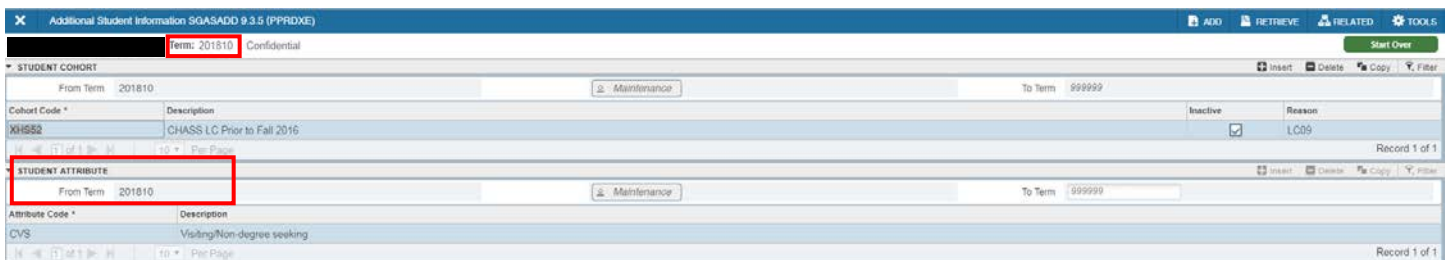 ✕ Additional Student Information SGASADD 9.3.5 (PPRDXE) ADD RETRIEVE RELATED TOOLS
Term: 201810 Confidential Start Over
STUDENT COHORT Insert Delete Copy Filter
From Term 201810 Maintenance To Term 999999
Cohort Code * Description Inactive Reason
XHS52 CHASS LC Prior to Fall 2016 LC09
1 of 1 10 Per Page Record 1 of 1
STUDENT ATTRIBUTE Insert Delete Copy Filter
From Term 201810 Maintenance To Term 999999
Attribute Code * Description
CVS Visiting/Non-degree seeking
1 of 1 10 Per Page Record 1 of 1